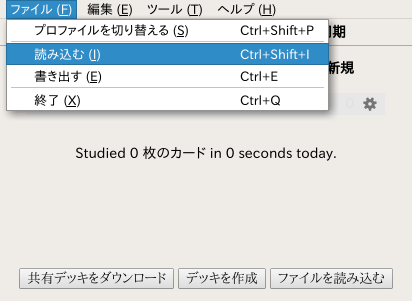 ファイル (F) 編集 (E) ツール (T) ヘルプ (H)
プロファイルを切り替える (S) Ctrl+Shift+P
期
読み込む (I) Ctrl+Shift+I
新規
書き出す (E) Ctrl+E
終了 (X) Ctrl+Q
Studied 0 枚のカード in 0 seconds today.
共有デッキをダウンロード デッキを作成 ファイルを読み込む